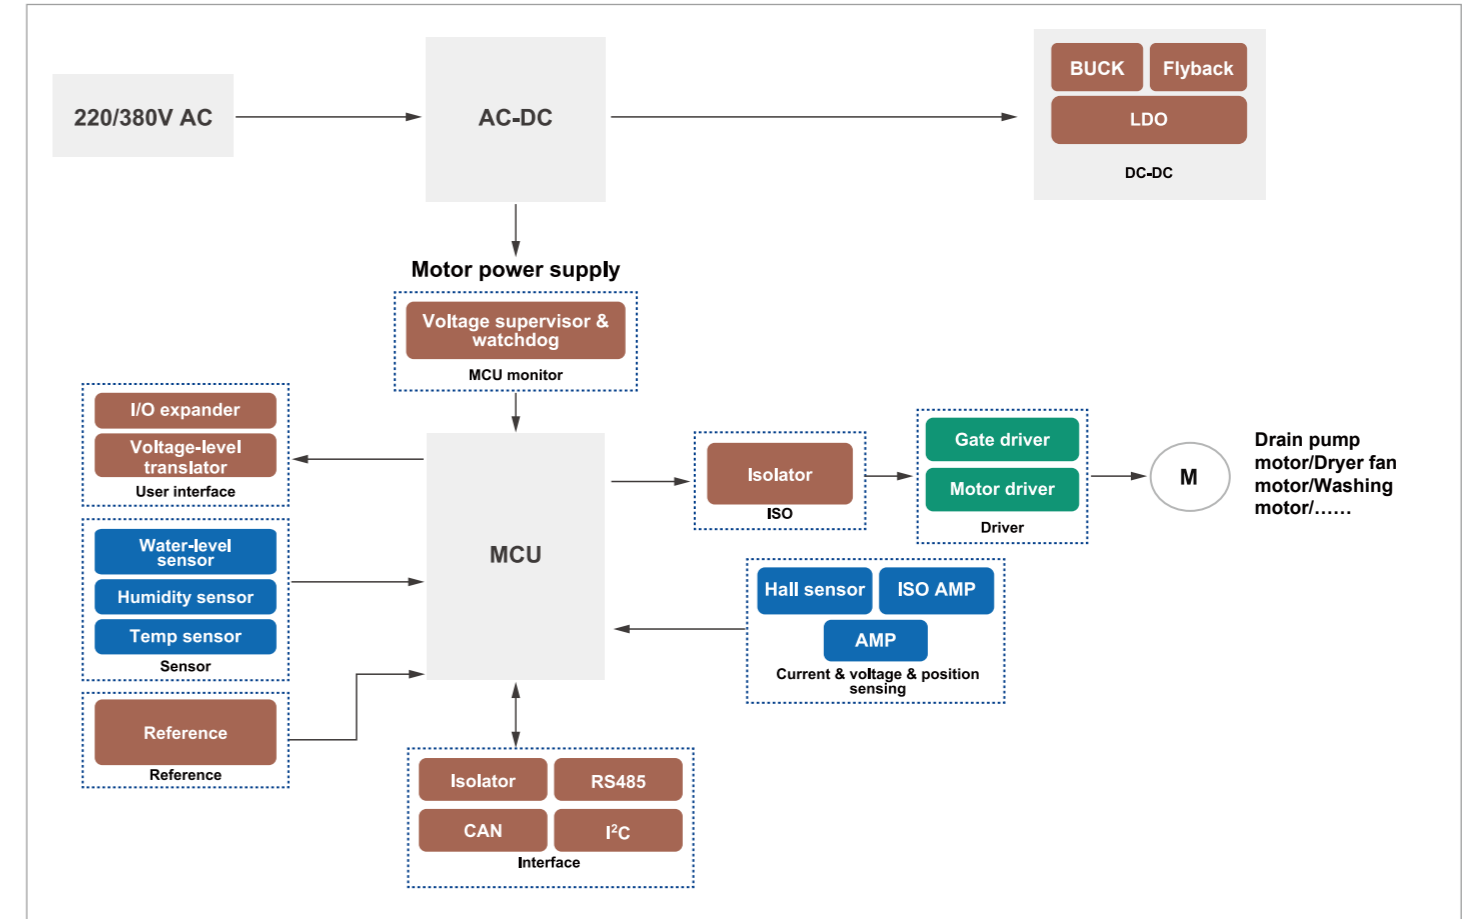 220/380V AC
AC-DC
BUCK
Flyback
LDO
DC-DC
Motor power supply
Voltage supervisor &
watchdog
MCU monitor
I/O expander
Voltage-level
translator
User interface
Water-level
sensor
Humidity sensor
Temp sensor
Sensor
Reference
Reference
MCU
Isolator
ISO
Gate driver
Motor driver
Driver
M
Drain pump
motor/Dryer fan
motor/Washing
motor/……
Hall sensor
ISO AMP
AMP
Current & voltage & position
sensing
Isolator
RS485
CAN
I²C
Interface